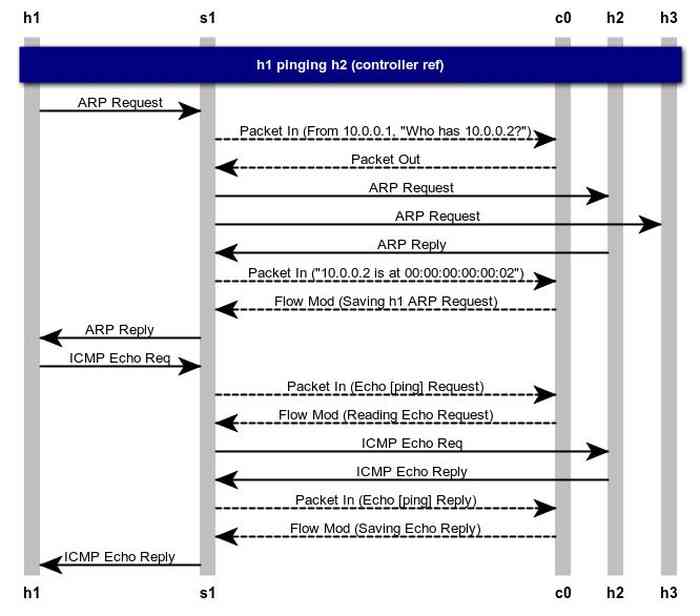 h1 s1 c0 h2 h3
h1 pinging h2 (controller ref)
ARP Request
Packet In (From 10.0.0.1, "Who has 10.0.0.2?")
Packet Out
ARP Request
ARP Request
ARP Reply
Packet In ("10.0.0.2 is at 00:00:00:00:00:02")
Flow Mod (Saving h1 ARP Request)
ARP Reply
ICMP Echo Req
Packet In (Echo [ping] Request)
Flow Mod (Reading Echo Request)
ICMP Echo Req
ICMP Echo Reply
Packet In (Echo [ping] Reply)
Flow Mod (Saving Echo Reply)
ICMP Echo Reply
h1 s1 c0 h2 h3